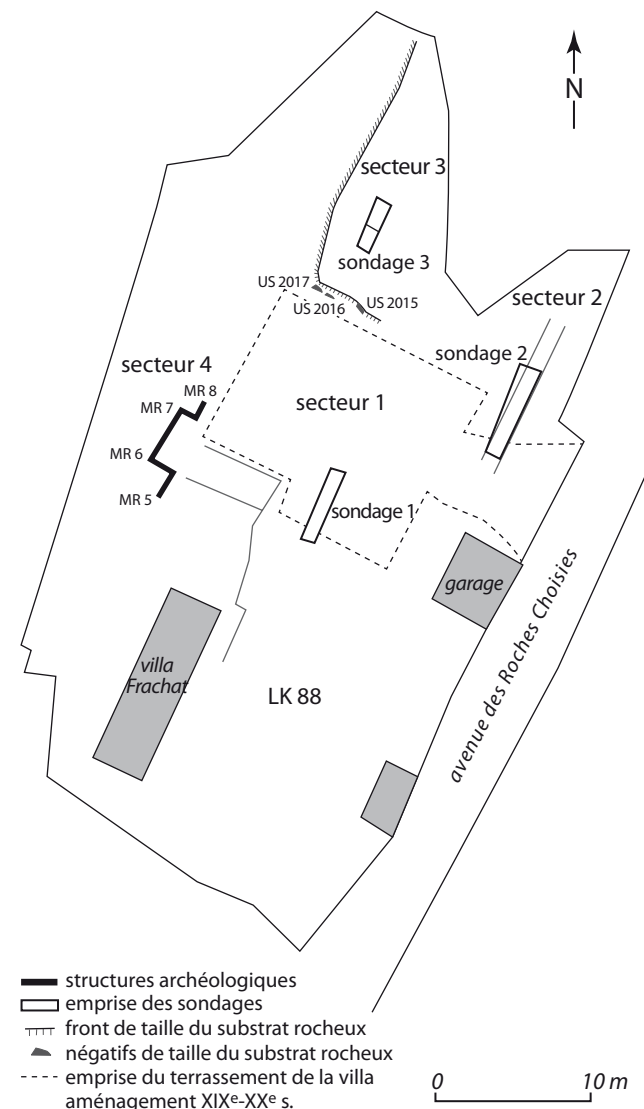 N
secteur 3
sondage 3
US 2017
US 2016
US 2015
secteur 2
sondage 2
secteur 4
secteur 1
MR 8
MR 7
MR 6
MR 5
sondage 1
garage
villa
Frachat
LK 88
avenue des Roches Choisies
structures archéologiques
emprise des sondages
front de taille du substrat rocheux
négatifs de taille du substrat rocheux
emprise du terrassement de la villa
aménagement XIXᵉ-XXᵉ s.
0 10 m